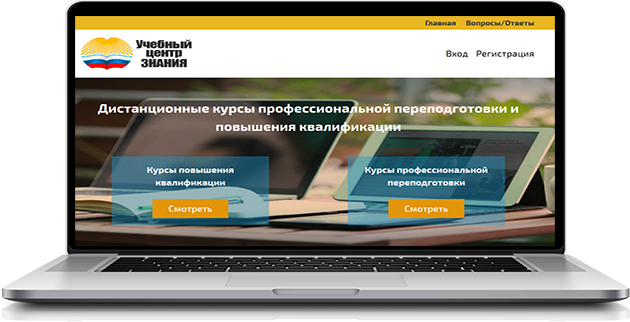 Главная Вопросы/Ответы
Учебный
центр
ЗНАНИЯ
Вход Регистрация
Дистанционные курсы профессиональной переподготовки и
повышения квалификации
Курсы повышения
квалификации
Смотреть
Курсы профессиональной
переподготовки
Смотреть